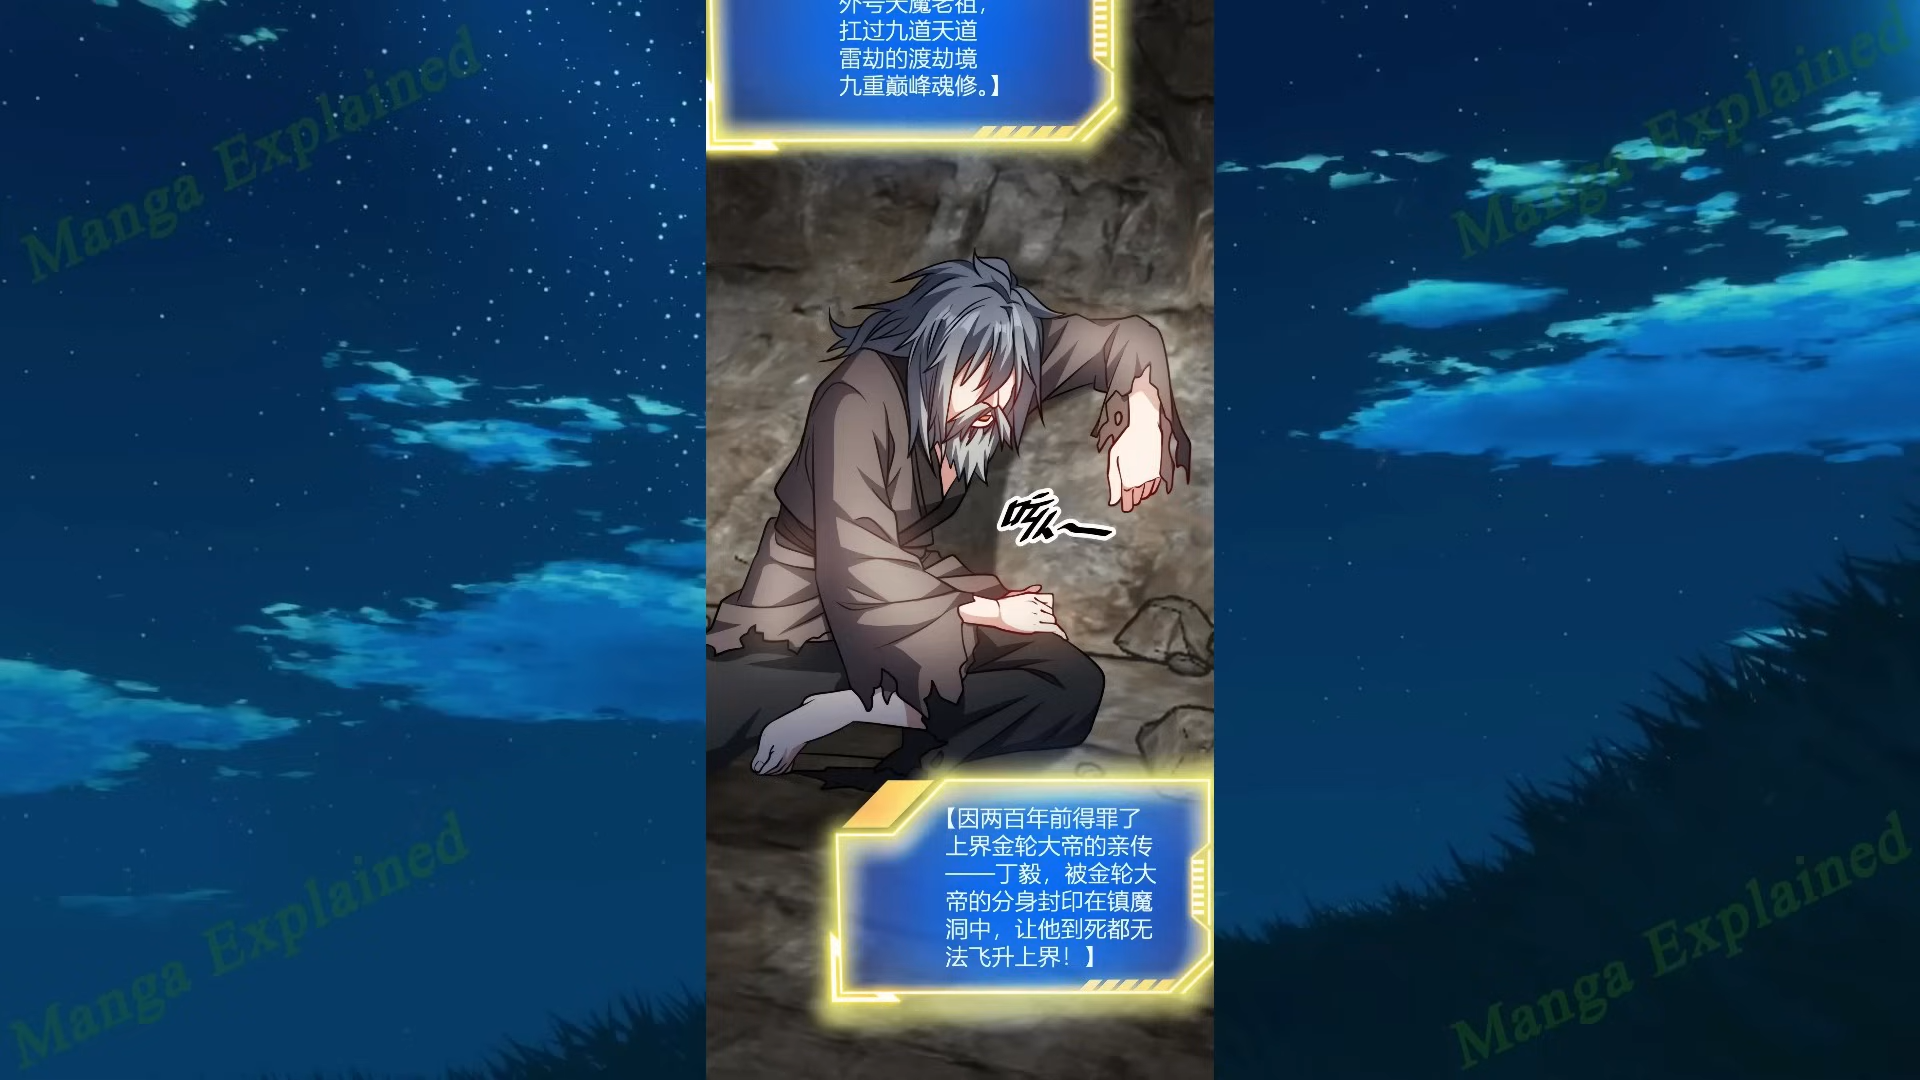 外号天魔老祖，
扛过九道天道
雷劫的渡劫境
九重巅峰魂修。】
咳～
【因两百年前得罪了
上界金轮大帝的亲传
——丁毅，被金轮大
帝的分身封印在镇魔
洞中，让他到死都无
法飞升上界！】
Manga Explained
Manga Explained
Manga Explained
Manga Explained